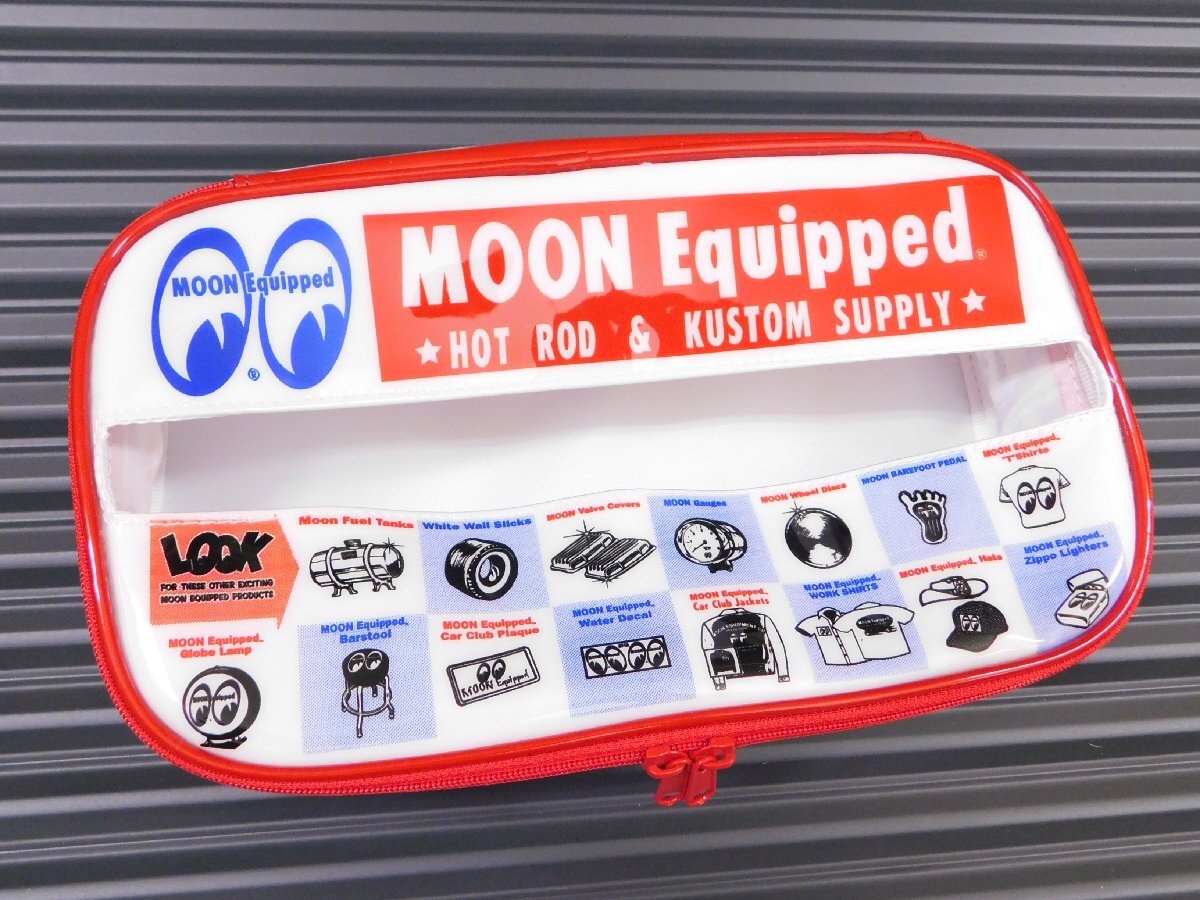 MOON Equipped
®
MOON Equipped®
★ HOT ROD & KUSTOM SUPPLY ★
LOOK
FOR THESE OTHER EXCITING
MOON EQUIPPED PRODUCTS
Moon Fuel Tanks
White Wall Slicks
MOON Valve Covers
MOON Gauges
MOON Wheel Discs
MOON BAREFOOT PEDAL
MOON Equipped
"T"Shirts
MOON Equipped
Globe Lamp
MOON Equipped
Barstool
MOON Equipped
Car Club Plaque
MOON Equipped
MOON Equipped
Water Decal
MOON Equipped
Car Club Jackets
MOON Equipped
WORK SHIRTS
MOON Equipped Hats
MOON Equipped
Zippo Lighters